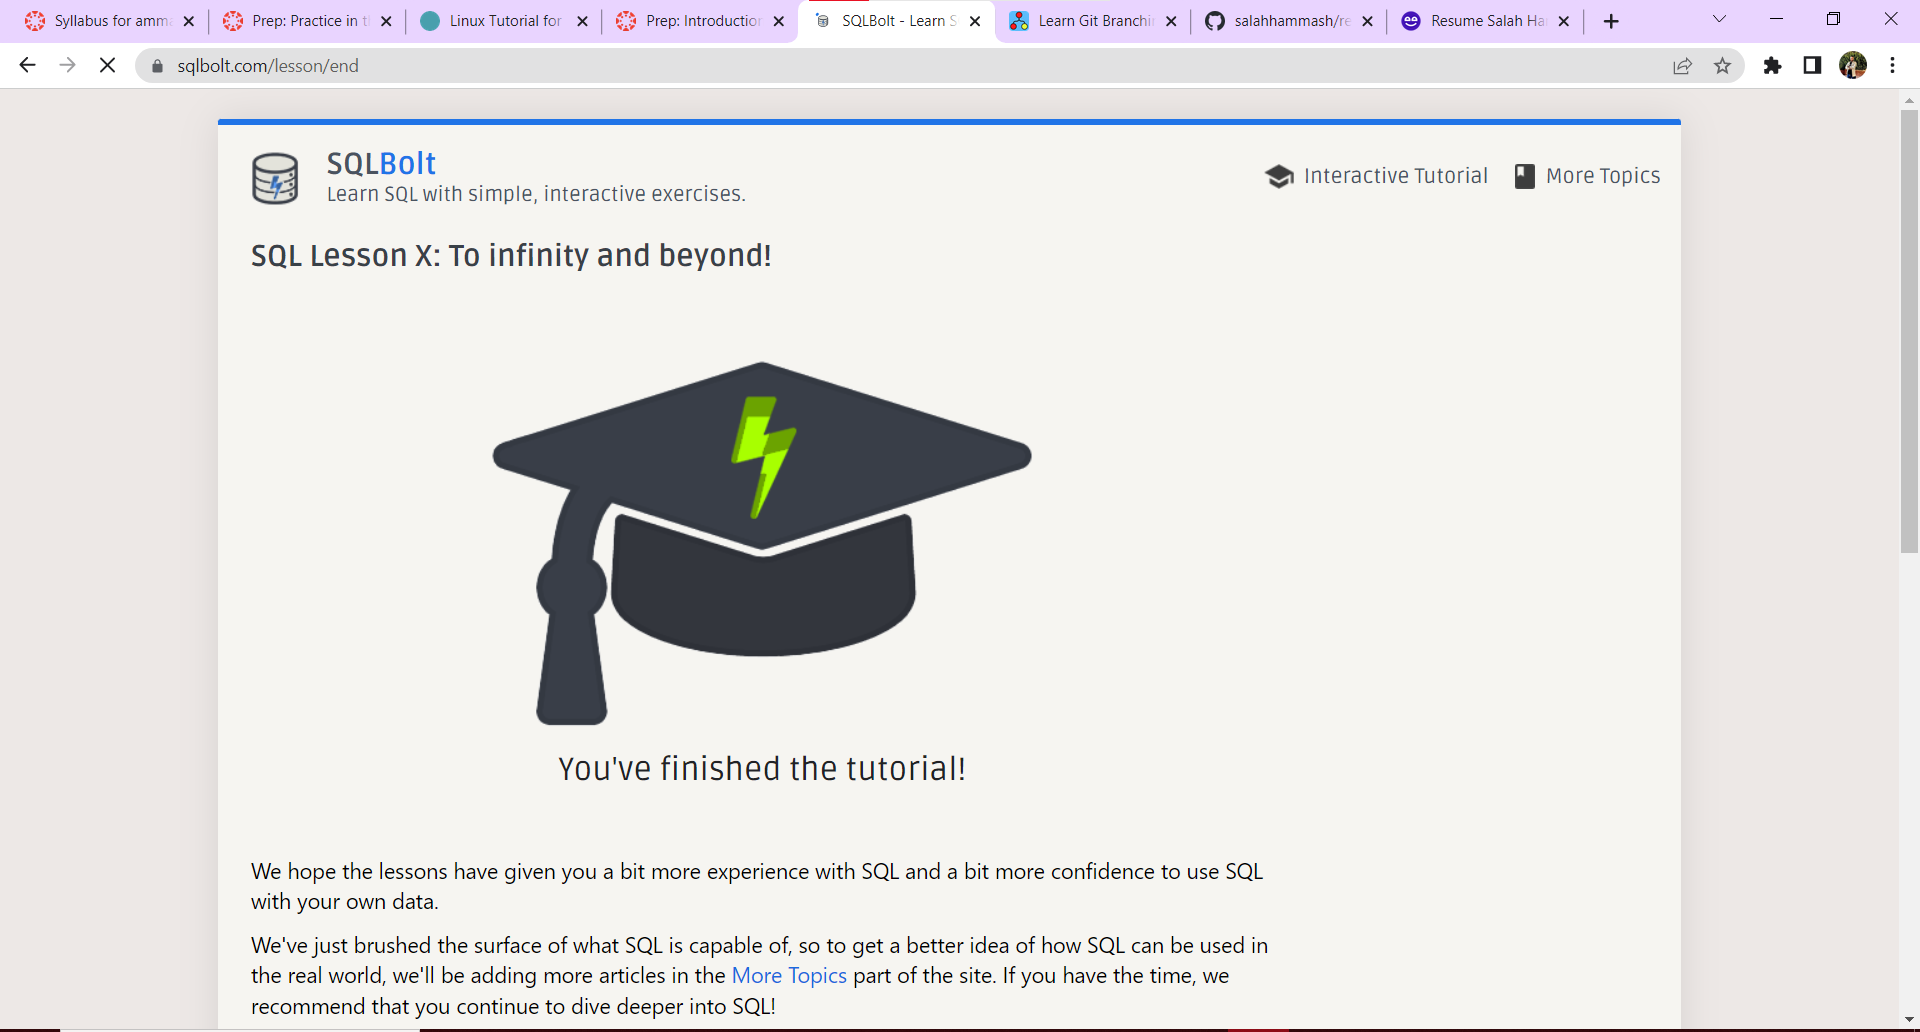 Syllabus for amma
Prep: Practice in t
Linux Tutorial for
Prep: Introduction
SQLBolt - Learn S
Learn Git Branchi
salahhammash/re
Resume Salah Ha
sqlbolt.com/lesson/end
SQLBolt
Learn SQL with simple, interactive exercises.
Interactive Tutorial
More Topics
SQL Lesson X: To infinity and beyond!
You've finished the tutorial!
We hope the lessons have given you a bit more experience with SQL and a bit more confidence to use SQL
with your own data.
We've just brushed the surface of what SQL is capable of, so to get a better idea of how SQL can be used in
the real world, we'll be adding more articles in the More Topics part of the site. If you have the time, we
recommend that you continue to dive deeper into SQL!